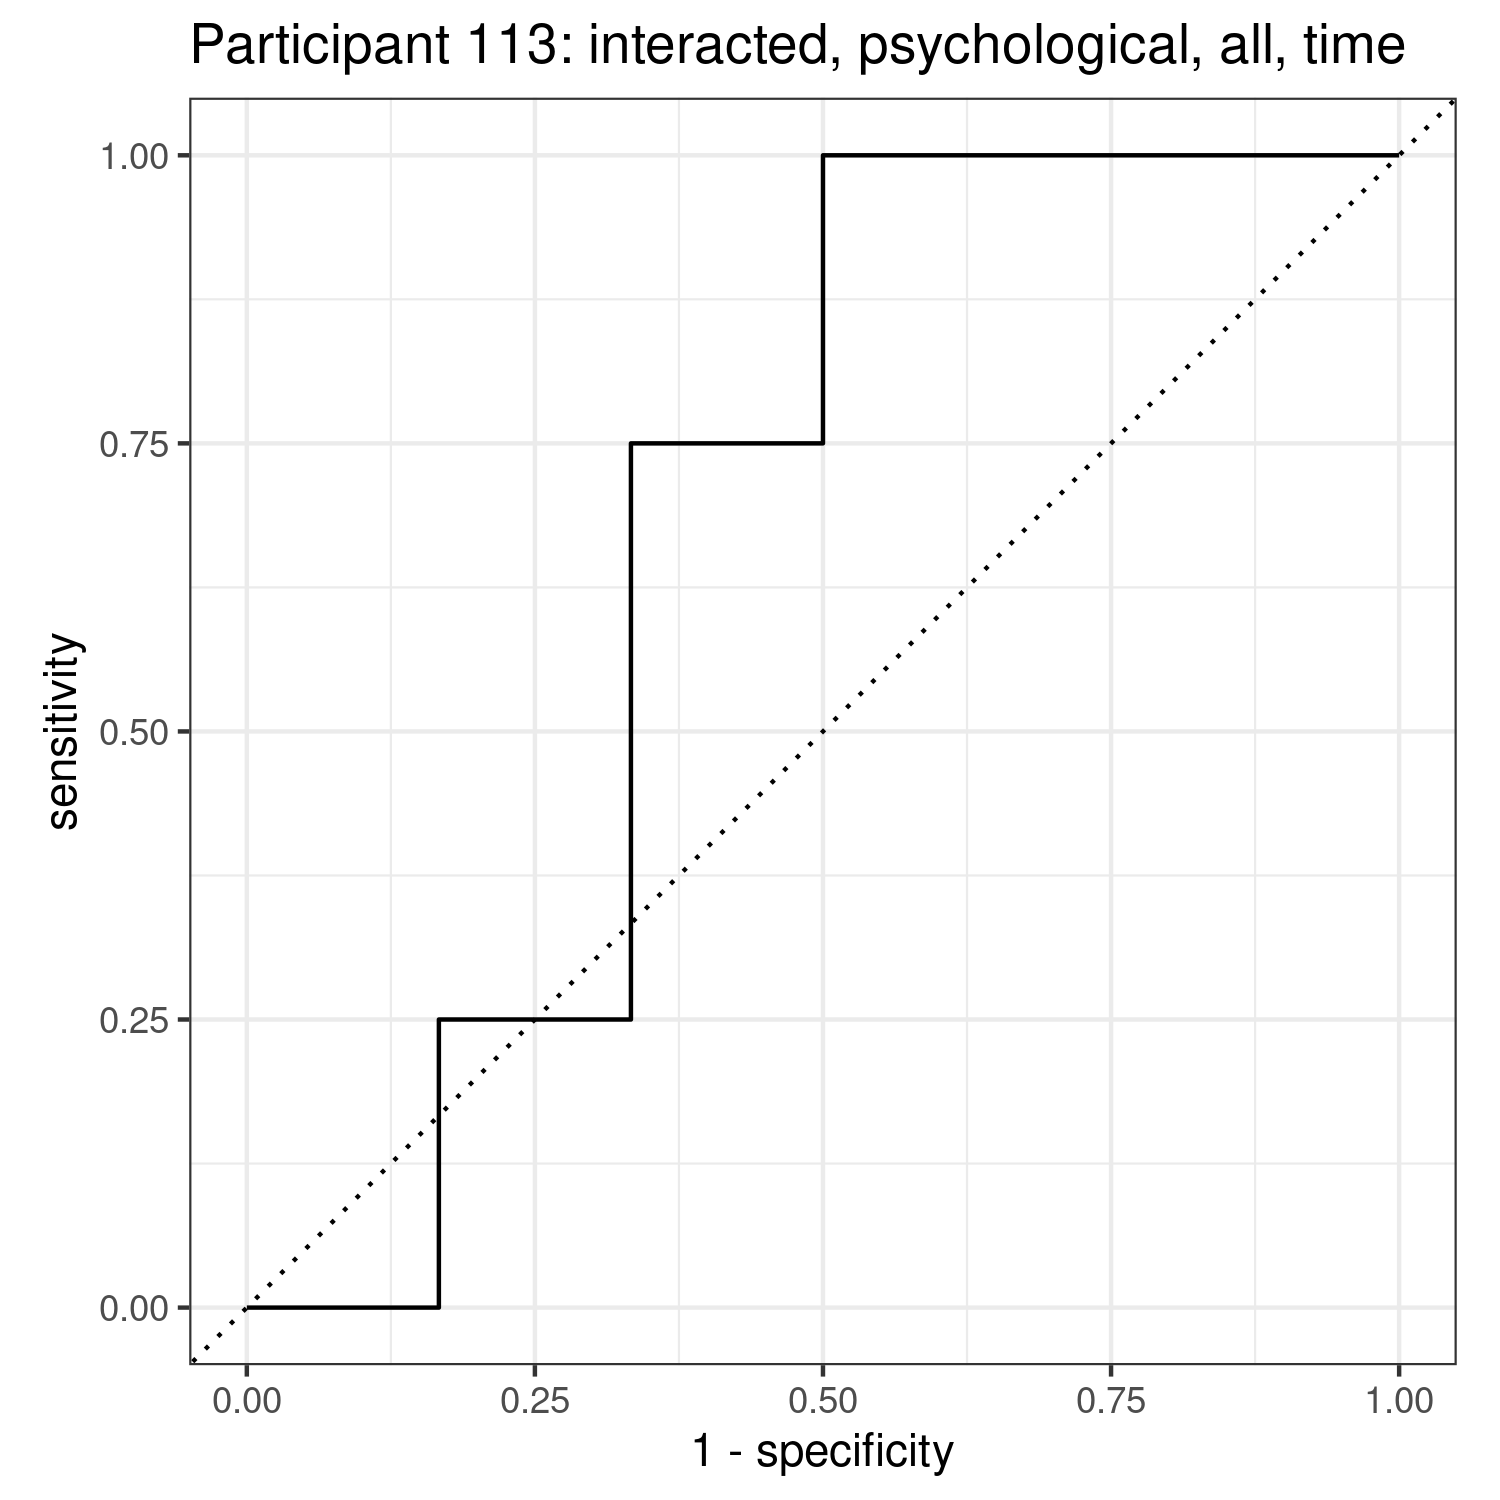 Participant 113: interacted, psychological, all, time
1.00
0.75
0.50
0.25
0.00
sensitivity
0.00 0.25 0.50 0.75 1.00
1 - specificity